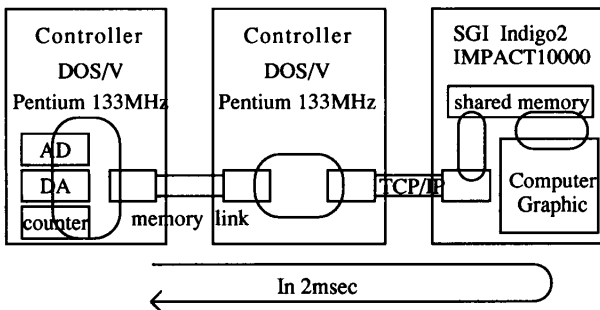 Controller
DOS/V
Pentium 133MHz
AD
DA
counter
memory link
Controller
DOS/V
Pentium 133MHz
TCP/IP
SGI Indigo2
IMPACT10000
shared memory
Computer
Graphic
In 2msec